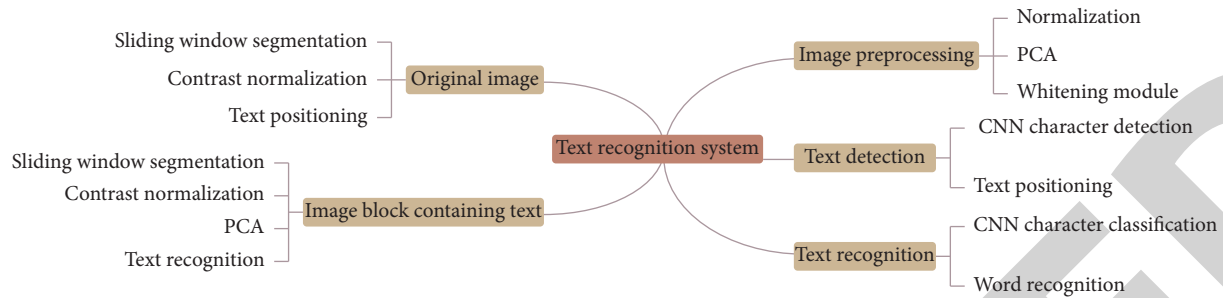 Sliding window segmentation
Contrast normalization
Text positioning
Original image
Sliding window segmentation
Contrast normalization
PCA
Text recognition
Image block containing text
Text recognition system
Image preprocessing
Normalization
PCA
Whitening module
Text detection
CNN character detection
Text positioning
Text recognition
CNN character classification
Word recognition